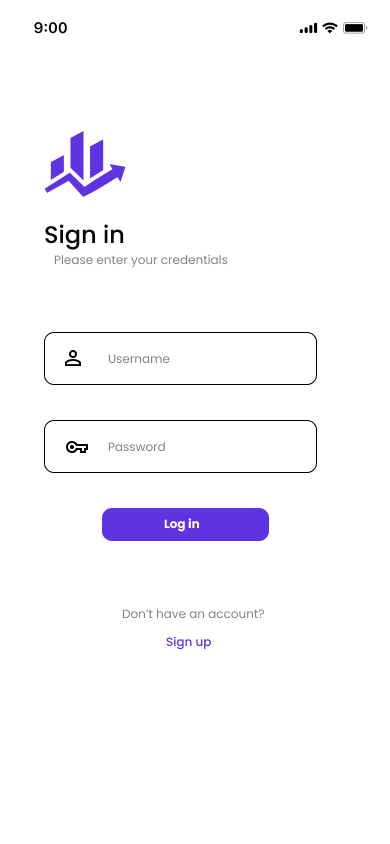 9:00
Sign in
Please enter your credentials
Username
Password
Log in
Don’t have an account?
Sign up